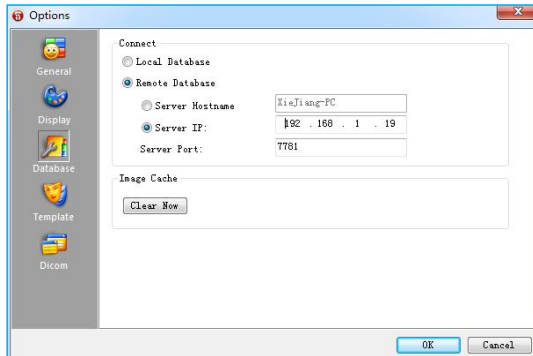 Options
General
Display
Database
Template
Dicom
Connect
Local Database
Remote Database
Server Hostname XieJiang-PC
Server IP: 192 . 168 . 1 . 19
Server Port: 7781
Image Cache
Clear Now
OK Cancel